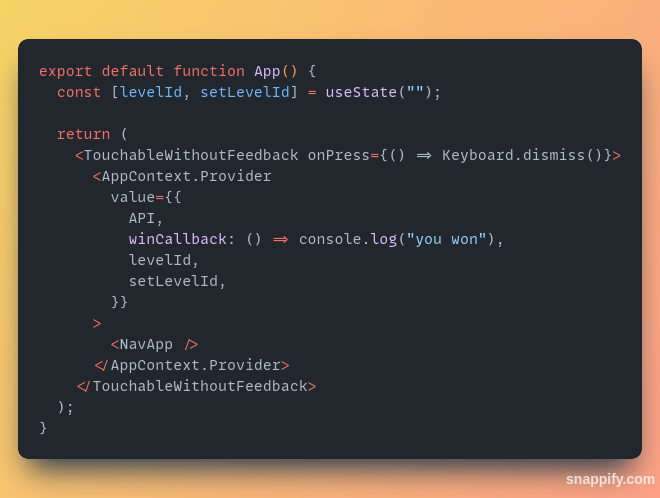 export default function App() {
  const [levelId, setLevelId] = useState("");

  return (
    <TouchableWithoutFeedback onPress={() => Keyboard.dismiss()}>
      <AppContext.Provider
        value={{
          API,
          winCallback: () => console.log("you won"),
          levelId,
          setLevelId,
        }}
      >
        <NavApp />
      </AppContext.Provider>
    </TouchableWithoutFeedback>
  );
}
snappify.com